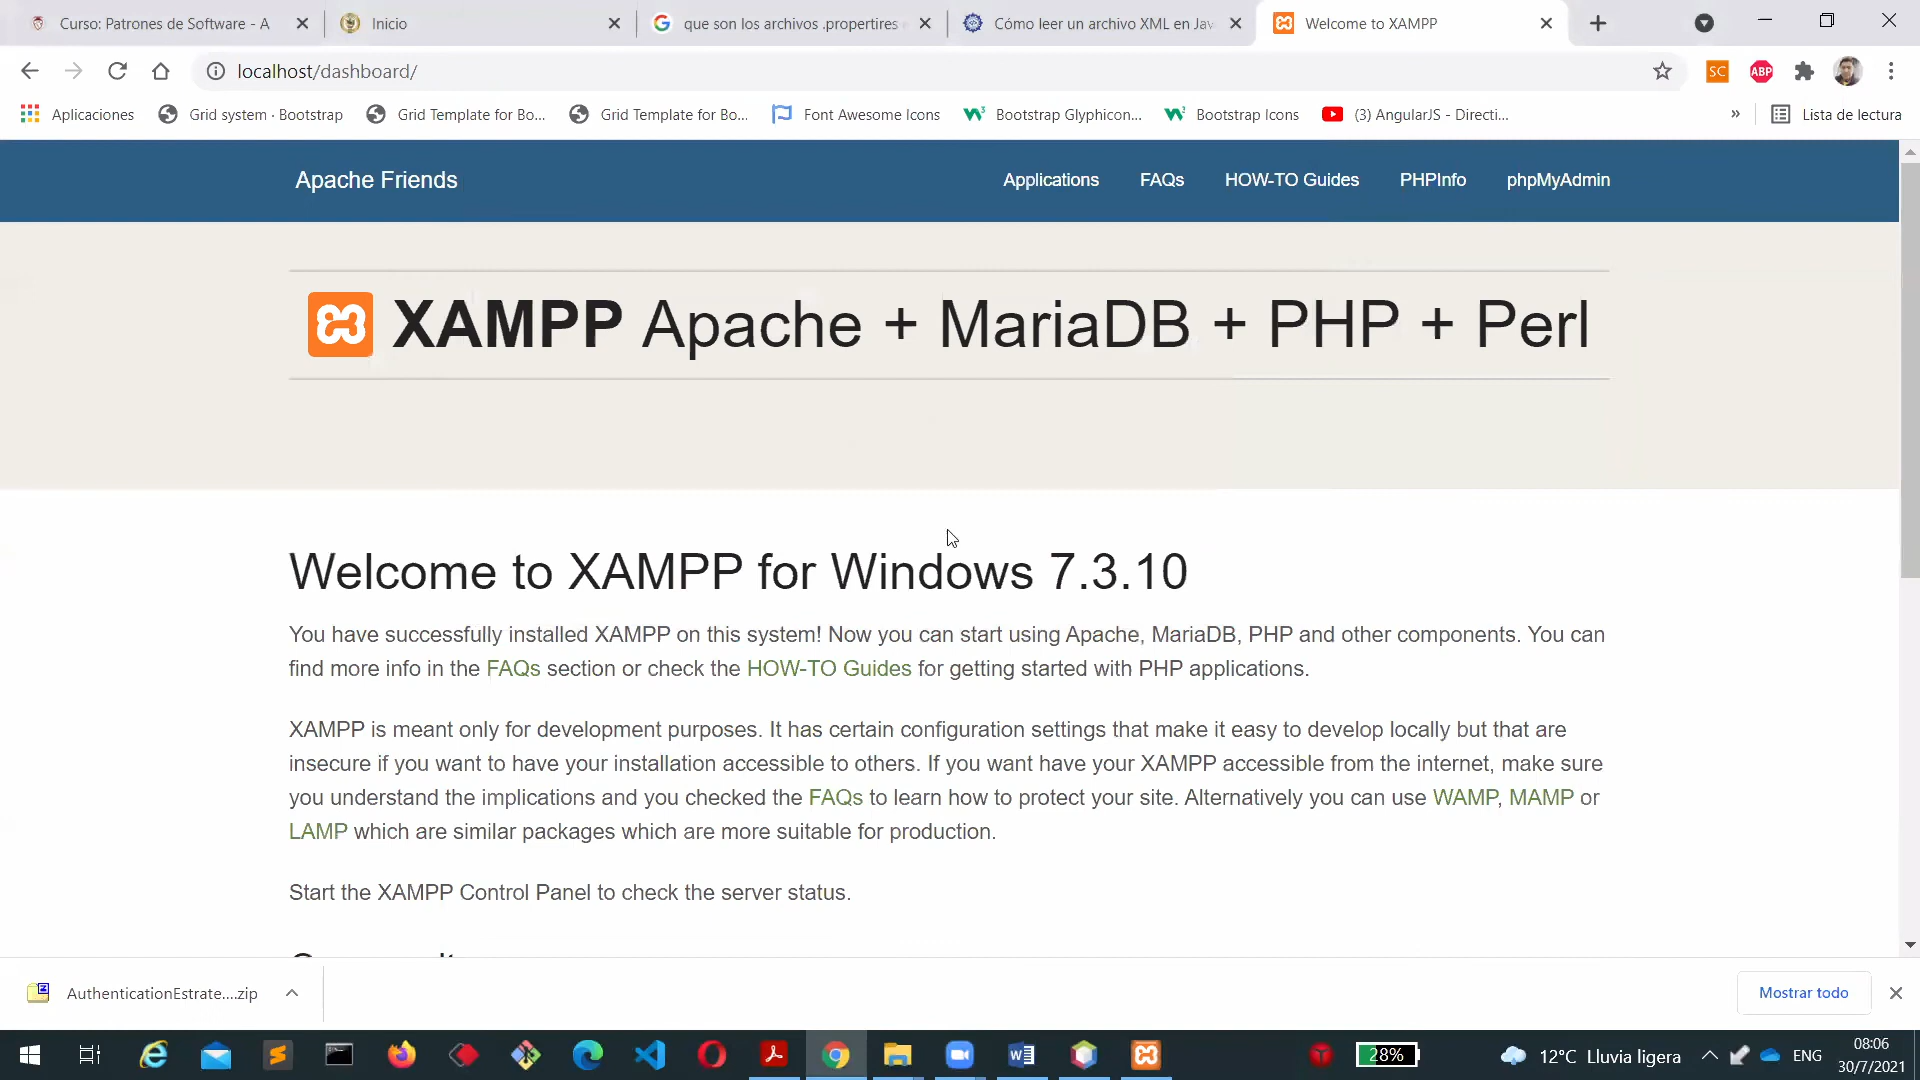 Curso: Patrones de Software - A
Inicio
que son los archivos .propertires
Cómo leer un archivo XML en Jav
Welcome to XAMPP
localhost/dashboard/
SC
ABP
Aplicaciones
Grid system · Bootstrap
Grid Template for Bo...
Grid Template for Bo...
Font Awesome Icons
Bootstrap Glyphicon...
Bootstrap Icons
(3) AngularJS - Directi...
»
Lista de lectura
Apache Friends
Applications
FAQs
HOW-TO Guides
PHPInfo
phpMyAdmin
XAMPP Apache + MariaDB + PHP + Perl
Welcome to XAMPP for Windows 7.3.10
You have successfully installed XAMPP on this system! Now you can start using Apache, MariaDB, PHP and other components. You can
find more info in the FAQs section or check the HOW-TO Guides for getting started with PHP applications.
XAMPP is meant only for development purposes. It has certain configuration settings that make it easy to develop locally but that are
insecure if you want to have your installation accessible to others. If you want have your XAMPP accessible from the internet, make sure
you understand the implications and you checked the FAQs to learn how to protect your site. Alternatively you can use WAMP, MAMP or
LAMP which are similar packages which are more suitable for production.
Start the XAMPP Control Panel to check the server status.
AuthenticationEstrate....zip
Mostrar todo
28%
12°C Lluvia ligera
ENG
08:06
30/7/2021